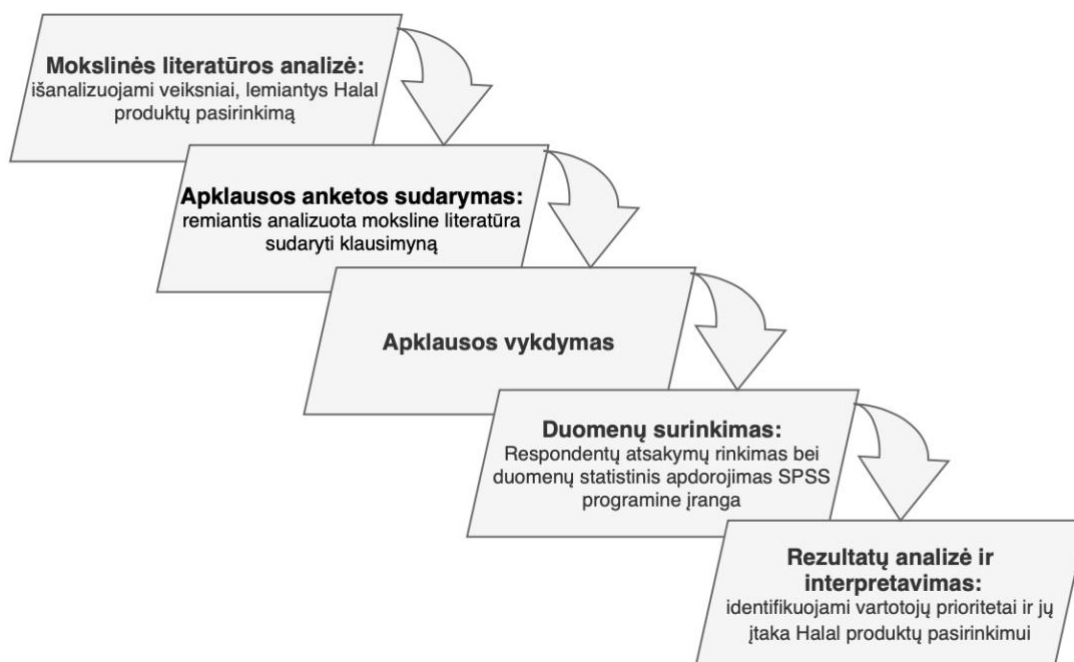 Mokslinės literatūros analizė:
išanalizuojami veiksniai, lemiantys Halal
produktų pasirinkimą
Apklausos anketos sudarymas:
remiantis analizuota moksline literatūra
sudaryti klausimyną
Apklausos vykdymas
Duomenų surinkimas:
Respondentų atsakymų rinkimas bei
duomenų statistinis apdorojimas SPSS
programine įranga
Rezultatų analizė ir
interpretavimas:
identifikuojami vartotojų prioritetai ir jų
įtaka Halal produktų pasirinkimui